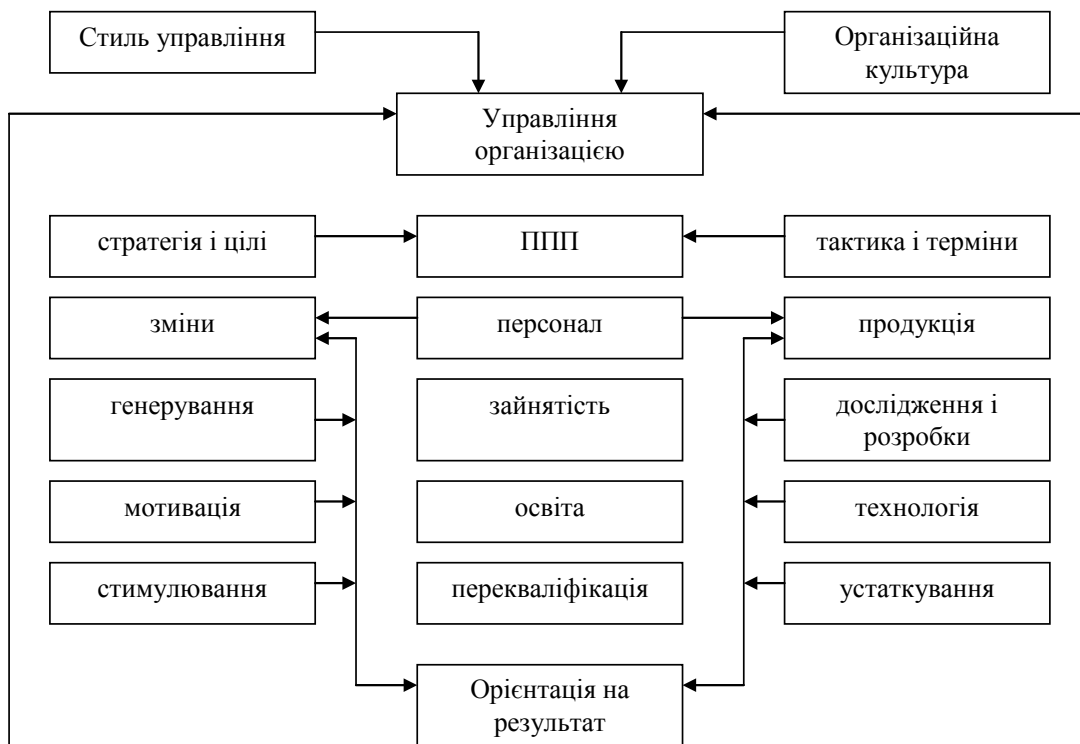 Стиль управління
Організаційна
культура
Управління
організацією
стратегія і цілі
ППП
тактика і терміни
зміни
персонал
продукція
генерування
зайнятість
дослідження і
розробки
мотивація
освіта
технологія
стимулювання
перекваліфікація
устаткування
Орієнтація на
результат